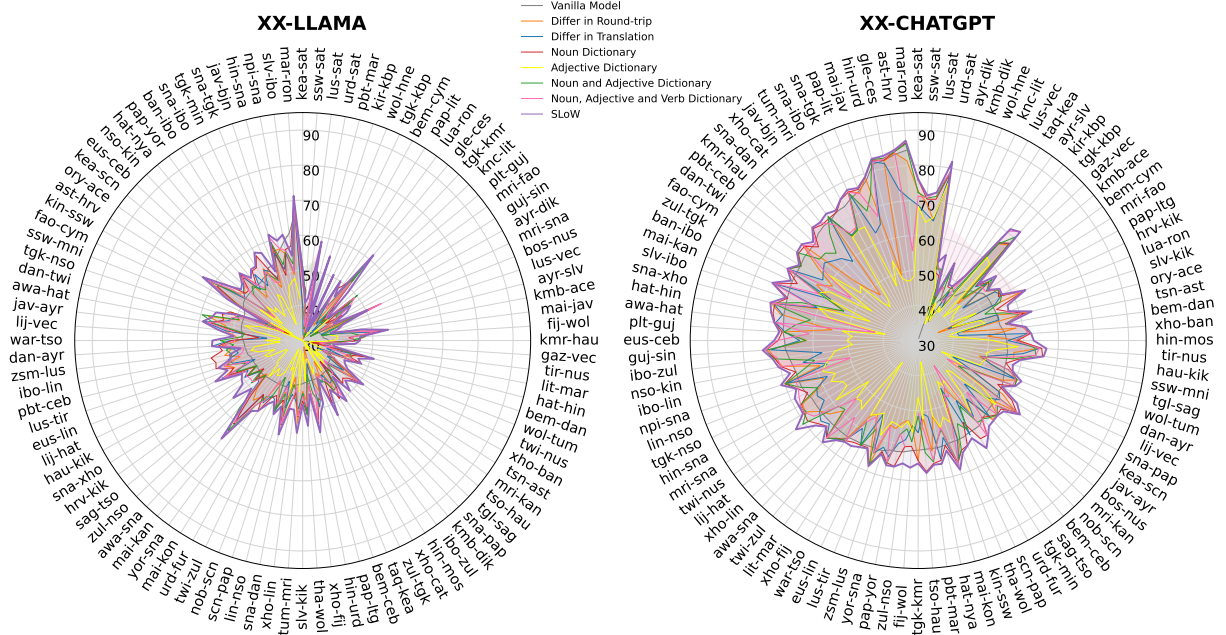 XX-LLAMA
XX-CHATGPT
Vanilla Model
Differ in Round-trip
Differ in Translation
Noun Dictionary
Adjective Dictionary
Noun and Adjective Dictionary
Noun, Adjective and Verb Dictionary
SLoW
90
80
70
60
50
kea-sat
ssw-sat
lus-sat
urd-sat
pbt-mar
kir-kbp
wol-hne
tgk-kbp
bem-cym
pap-lit
lua-ron
gle-ces
tgk-kmr
knc-lit
plt-guj
mri-fao
guj-sin
ayr-dik
mri-sna
bos-nus
lus-vec
ayr-slv
kmb-ace
mai-jav
fij-wol
kmr-hau
gaz-vec
tir-nus
lit-mar
hat-hin
bem-dan
wol-tum
twi-nus
xho-ban
tsn-ast
mri-kan
tso-hau
tgl-sag
sna-pap
kmb-dik
ibo-zul
hin-mos
xho-cat
zul-tgk
taq-kea
bem-ceb
pap-ltg
hin-urd
xho-fij
tha-wol
slv-kik
tum-mri
xho-lin
sna-dan
lin-nso
scn-pap
nob-scn
twi-zul
urd-fur
mai-kon
yor-sna
mai-kan
awa-sna
zul-nso
sag-tso
hrv-kik
sna-xho
hau-kik
lij-hat
eus-lin
lus-tir
pbt-ceb
ibo-lin
zsm-lus
dan-ayr
war-tso
lij-vec
jav-ayr
awa-hat
dan-twi
tgk-nso
ssw-mni
fao-cym
kin-ssw
ast-hrv
ory-ace
kea-scn
eus-ceb
nso-kin
hat-nya
pap-yor
ban-ibo
sna-ibo
tgk-min
sna-tgk
jav-bjn
hin-sna
npi-sna
slv-ibo
mar-ron
90
80
70
60
50
40
30
kea-sat
ssw-sat
lus-sat
urd-sat
ayr-dik
kmb-dik
wol-hne
knc-lit
lus-vec
taq-kea
ayr-slv
kir-kbp
tgk-kbp
gaz-vec
kmb-ace
bem-cym
mri-fao
pap-ltg
hrv-kik
lua-ron
slv-kik
ory-ace
tsn-ast
bem-dan
xho-ban
hin-mos
tir-nus
hau-kik
ssw-mni
tgl-sag
wol-tum
dan-ayr
lij-vec
sna-pap
kea-scn
jav-ayr
bos-nus
mri-kan
nob-scn
bem-ceb
sag-tso
tgk-min
urd-fur
scn-pap
tha-wol
kin-ssw
mai-kon
hat-nya
pbt-mar
tso-hau
tgk-kmr
fij-wol
zul-nso
pap-yor
yor-sna
zsm-lus
lus-tir
eus-lin
war-tso
xho-fij
lit-mar
twi-zul
awa-sna
xho-lin
lij-hat
twi-nus
mri-sna
hin-sna
tgk-nso
lin-nso
npi-sna
ibo-lin
nso-kin
ibo-zul
guj-sin
eus-ceb
plt-guj
awa-hat
hat-hin
sna-xho
slv-ibo
mai-kan
ban-ibo
zul-tgk
fao-cym
dan-twi
pbt-ceb
kmr-hau
sna-dan
xho-cat
jav-bjn
tum-mri
sna-ibo
sna-tgk
pap-lit
mai-jav
hin-urd
gle-ces
ast-hrv
mar-ron